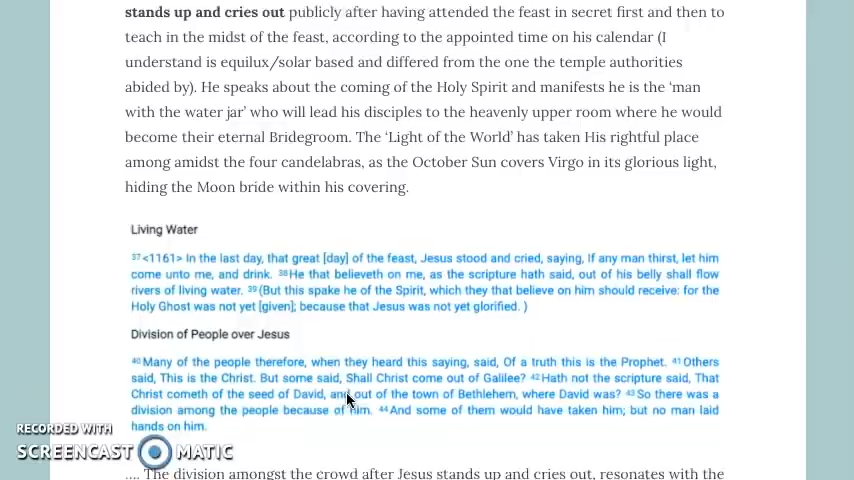 stands up and cries out publicly after having attended the feast in secret first and then to
teach in the midst of the feast, according to the appointed time on his calendar (I
understand is equilux/solar based and differed from the one the temple authorities
abided by). He speaks about the coming of the Holy Spirit and manifests he is the ‘man
with the water jar’ who will lead his disciples to the heavenly upper room where he would
become their eternal Bridegroom. The ‘Light of the World’ has taken His rightful place
among amidst the four candelabras, as the October Sun covers Virgo in its glorious light,
hiding the Moon bride within his covering.
Living Water
37<1161> In the last day, that great [day] of the feast, Jesus stood and cried, saying, If any man thirst, let him
come unto me, and drink. 38He that believeth on me, as the scripture hath said, out of his belly shall flow
rivers of living water. 39(But this spake he of the Spirit, which they that believe on him should receive: for the
Holy Ghost was not yet [given]; because that Jesus was not yet glorified. )
Division of People over Jesus
40Many of the people therefore, when they heard this saying, said, Of a truth this is the Prophet. 41Others
said, This is the Christ. But some said, Shall Christ come out of Galilee? 42Hath not the scripture said, That
Christ cometh of the seed of David, and out of the town of Bethlehem, where David was? 43So there was a
division among the people because of him. 44And some of them would have taken him; but no man laid
hands on him.
RECORDED WITH
SCREENCAST MATIC
.... The division amongst the crowd after Jesus stands up and cries out, resonates with the